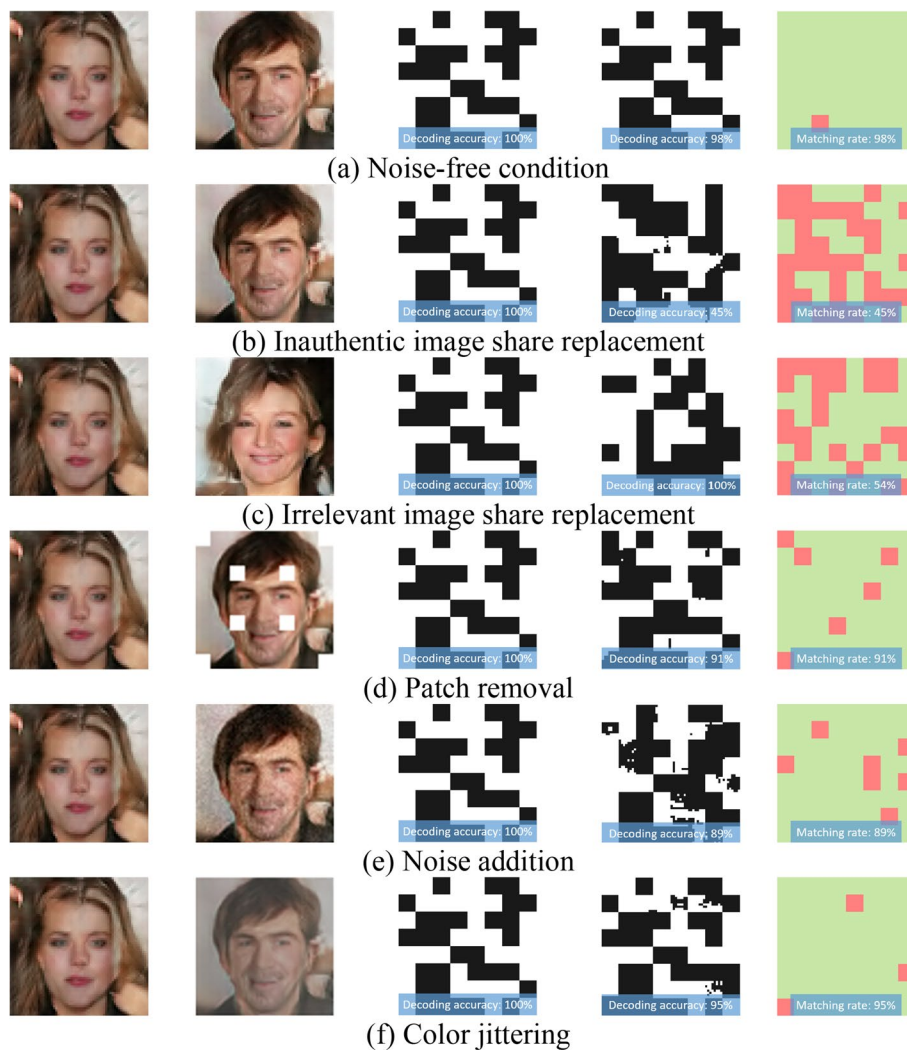 Decoding accuracy: 100%
Decoding accuracy: 98%
Matching rate: 98%
(a) Noise-free condition
Decoding accuracy: 100%
Decoding accuracy: 45%
Matching rate: 45%
(b) Inauthentic image share replacement
Decoding accuracy: 100%
Decoding accuracy: 100%
Matching rate: 54%
(c) Irrelevant image share replacement
Decoding accuracy: 100%
Decoding accuracy: 91%
Matching rate: 91%
(d) Patch removal
Decoding accuracy: 100%
Decoding accuracy: 89%
Matching rate: 89%
(e) Noise addition
Decoding accuracy: 100%
Decoding accuracy: 95%
Matching rate: 95%
(f) Color jittering